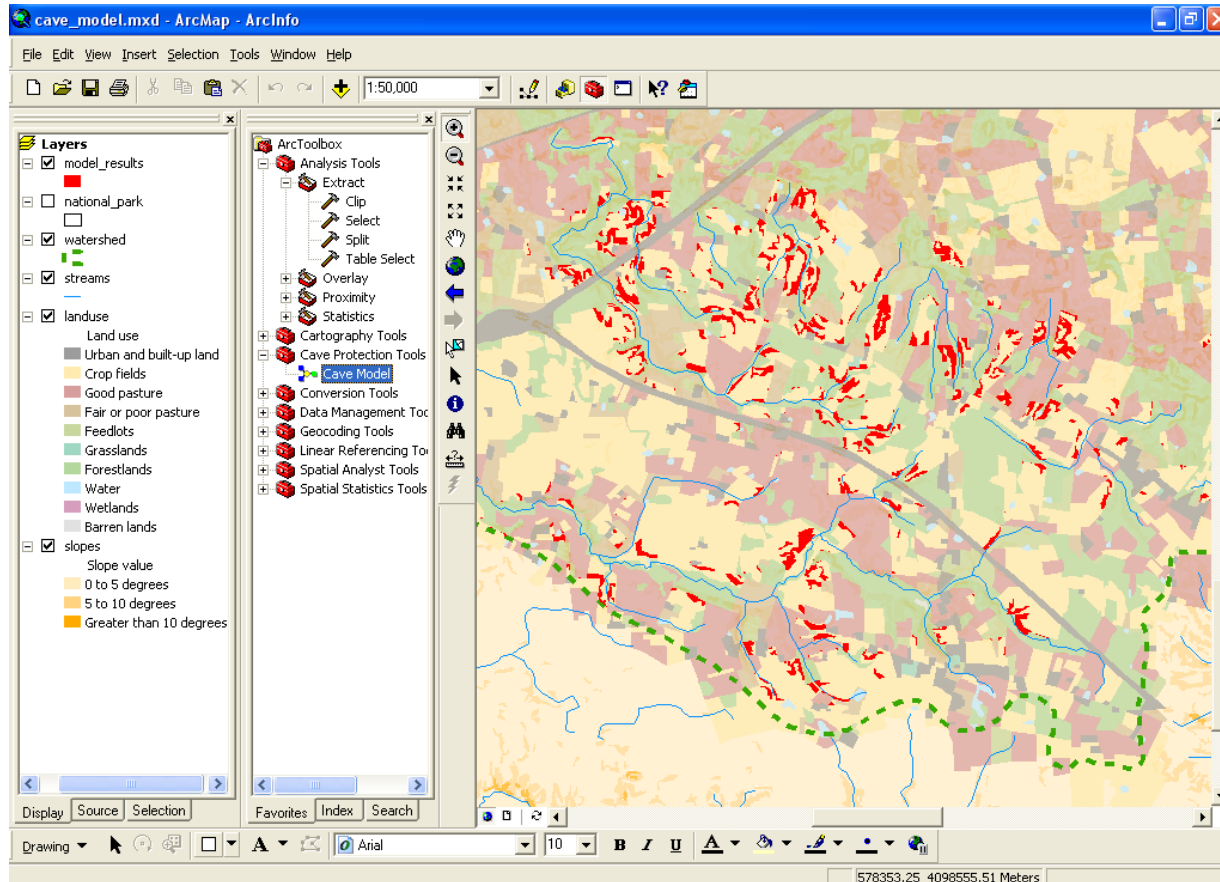 cave_model.mxd - ArcMap - ArcInfo
File Edit View Insert Selection Tools Window Help
1:50,000
Layers
model_results
national_park
watershed
streams
landuse
Land use
Urban and built-up land
Crop fields
Good pasture
Fair or poor pasture
Feedlots
Grasslands
Forestlands
Water
Wetlands
Barren lands
slopes
Slope value
0 to 5 degrees
5 to 10 degrees
Greater than 10 degrees
Display Source Selection
ArcToolbox
Analysis Tools
Extract
Clip
Select
Split
Table Select
Overlay
Proximity
Statistics
Cartography Tools
Cave Protection Tools
Cave Model
Conversion Tools
Data Management Too
Geocoding Tools
Linear Referencing To
Spatial Analyst Tools
Spatial Statistics Tools
Favorites Index Search
Drawing A Arial 10 B I U A
578353.25 4098555.51 Meters